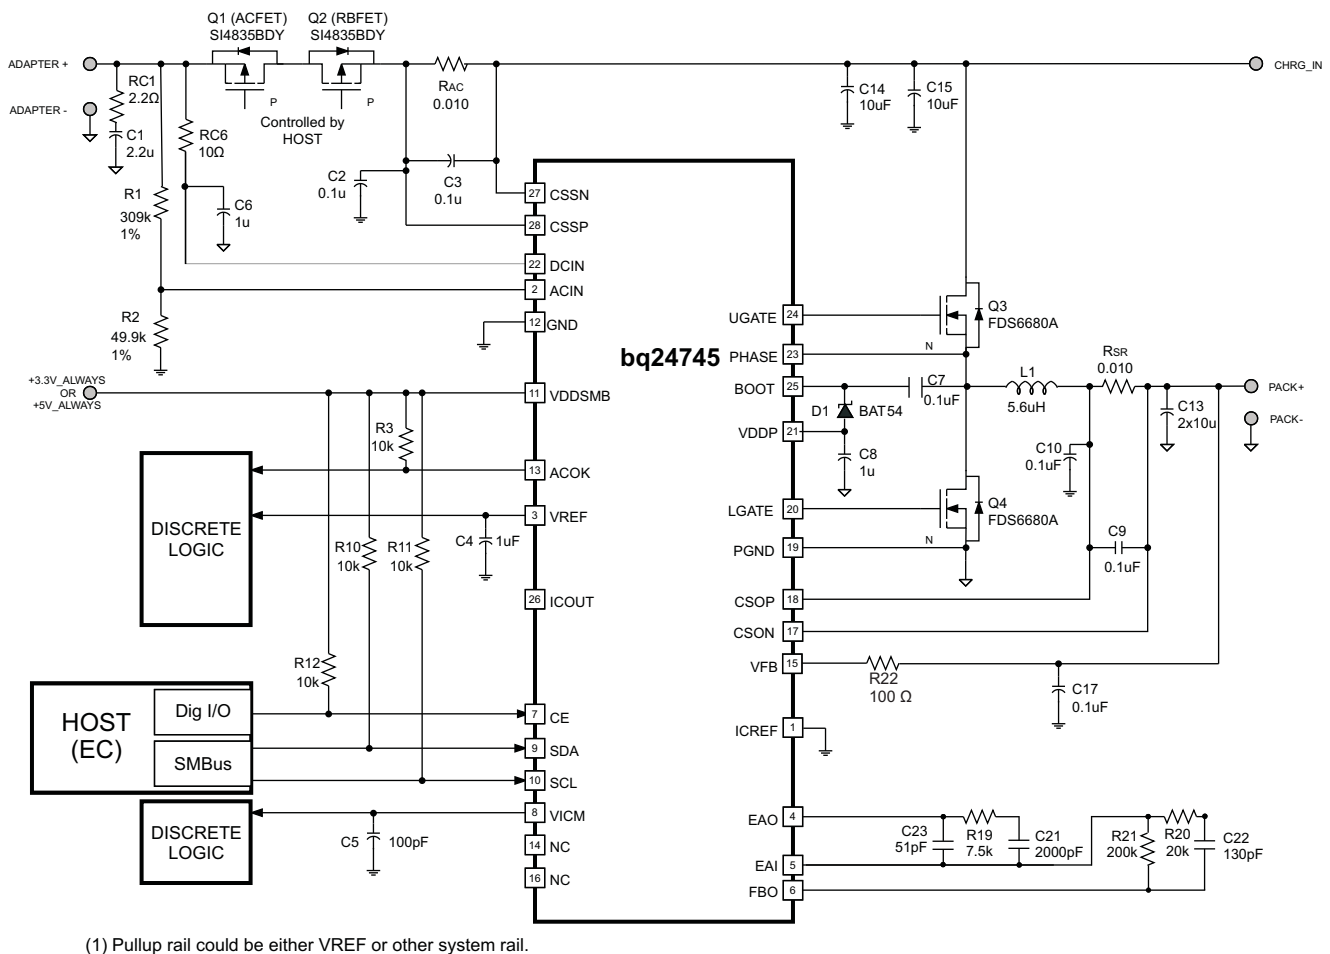 Q1 (ACFET)
SI4835BDY
Q2 (RBFET)
SI4835BDY
ADAPTER +
ADAPTER -
RC1
2.2Ω
C1
2.2u
RC6
10Ω
P
P
Controlled by
HOST
RAC
0.010
C14
10uF
C15
10uF
CHRG_IN
R1
309k
1%
C6
1u
C2
0.1u
C3
0.1u
R2
49.9k
1%
27 CSSN
28 CSSP
22 DCIN
2 ACIN
12 GND
11 VDDSMB
13 ACOK
3 VREF
26 ICOUT
7 CE
9 SDA
10 SCL
8 VICM
14 NC
16 NC
bq24745
UGATE 24
PHASE 23
BOOT 25
VDDP 21
LGATE 20
PGND 19
CSOP 18
CSON 17
VFB 15
ICREF 1
EAO 4
EAI 5
FBO 6
+3.3V_ALWAYS
OR
+5V_ALWAYS
R3
10k
DISCRETE
LOGIC
C4
1uF
R10
10k
R11
10k
R12
10k
HOST
(EC)
Dig I/O
SMBus
DISCRETE
LOGIC
C5
100pF
Q3
FDS6680A
N
C7
0.1uF
D1
BAT54
C8
1u
L1
5.6uH
RSR
0.010
C13
2x10u
PACK+
PACK-
C10
0.1uF
Q4
FDS6680A
N
C9
0.1uF
R22
100 Ω
C17
0.1uF
C23
51pF
R19
7.5k
C21
2000pF
R21
200k
R20
20k
C22
130pF
(1) Pullup rail could be either VREF or other system rail.